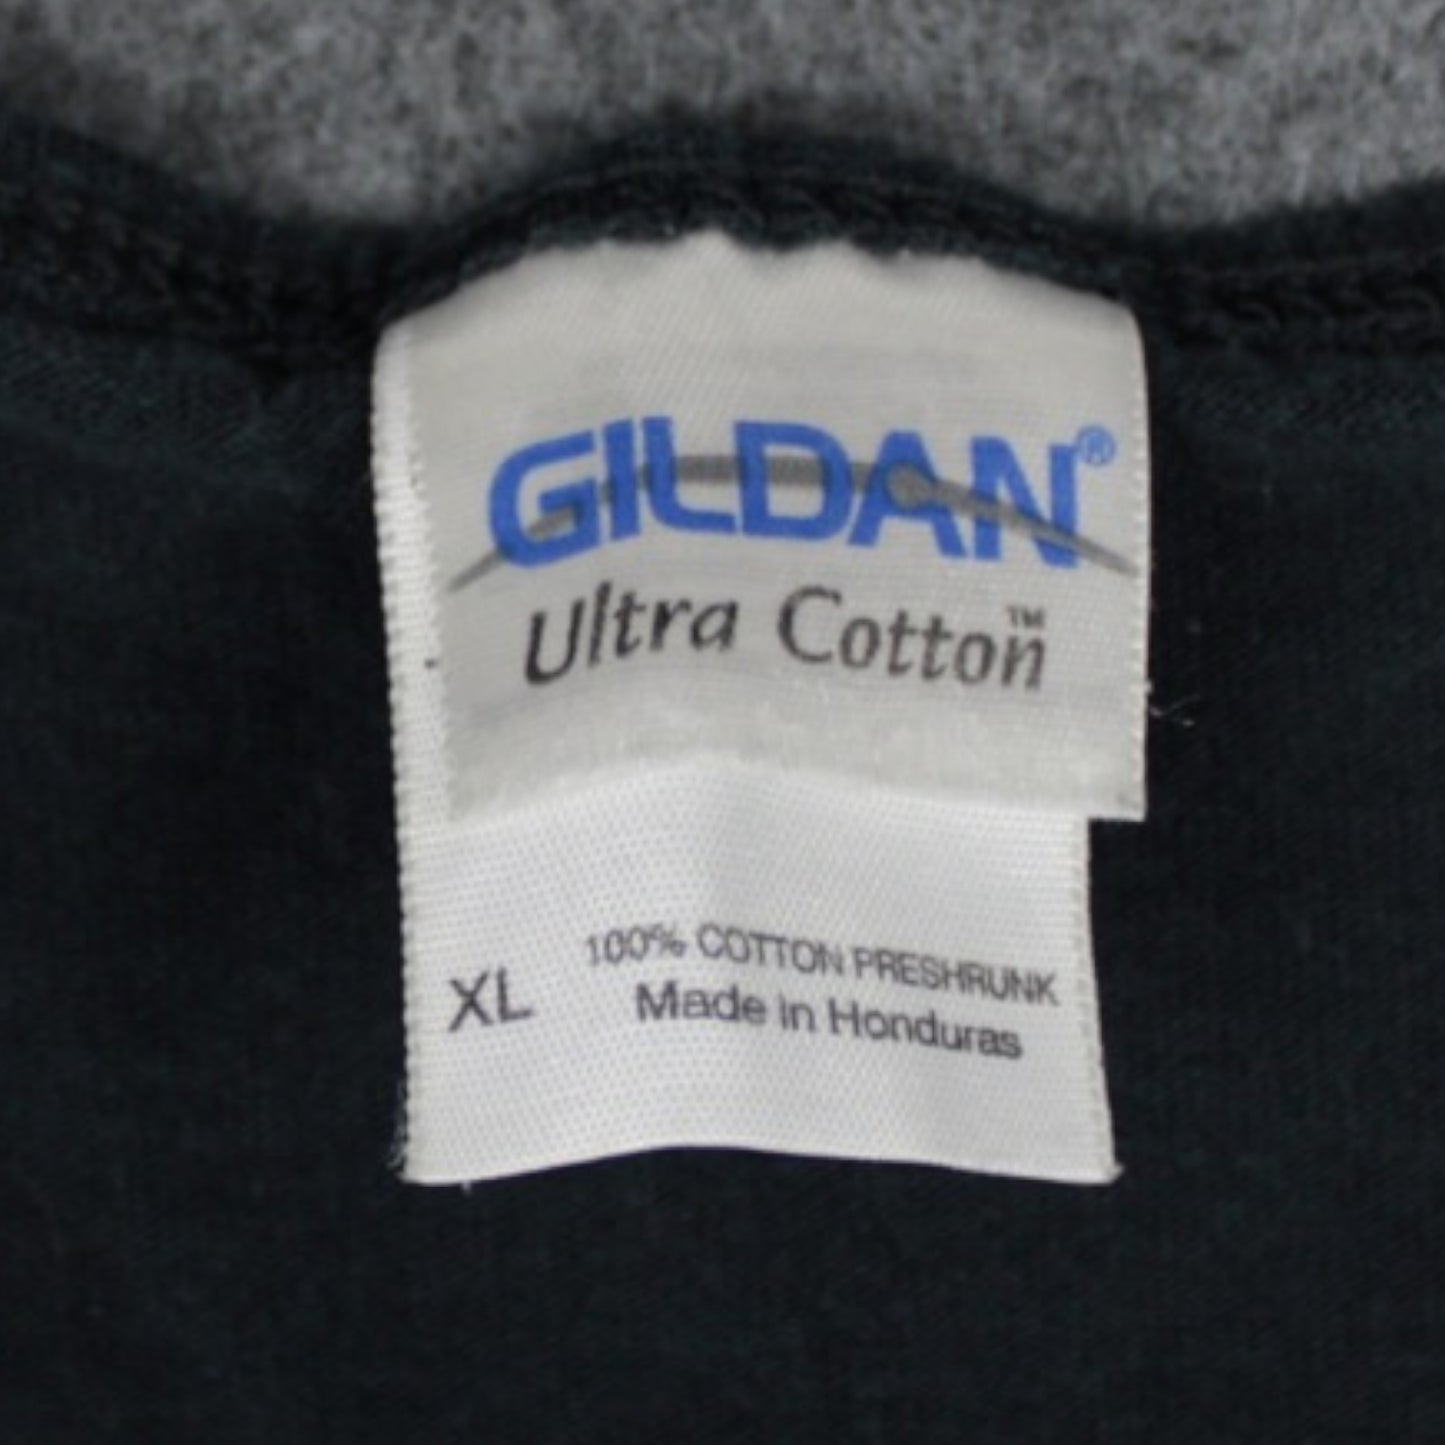 GILDAN®
Ultra Cotton™
XL
100% COTTON PRESHRUNK
Made in Honduras